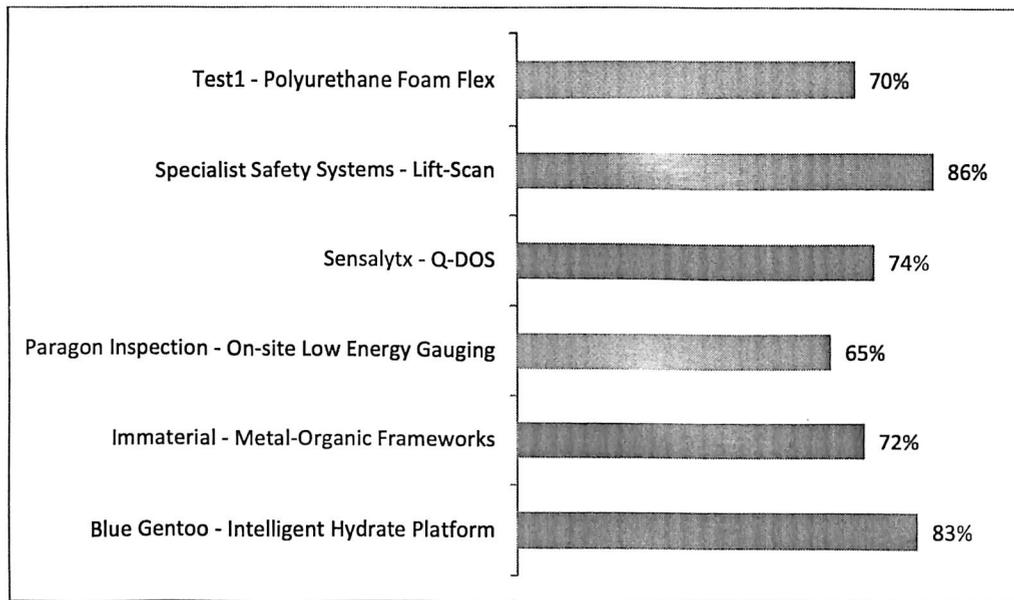 Test1 - Polyurethane Foam Flex 70%
Specialist Safety Systems - Lift-Scan 86%
Sensalytx - Q-DOS 74%
Paragon Inspection - On-site Low Energy Gauging 65%
Immaterial - Metal-Organic Frameworks 72%
Blue Gentoo - Intelligent Hydrate Platform 83%